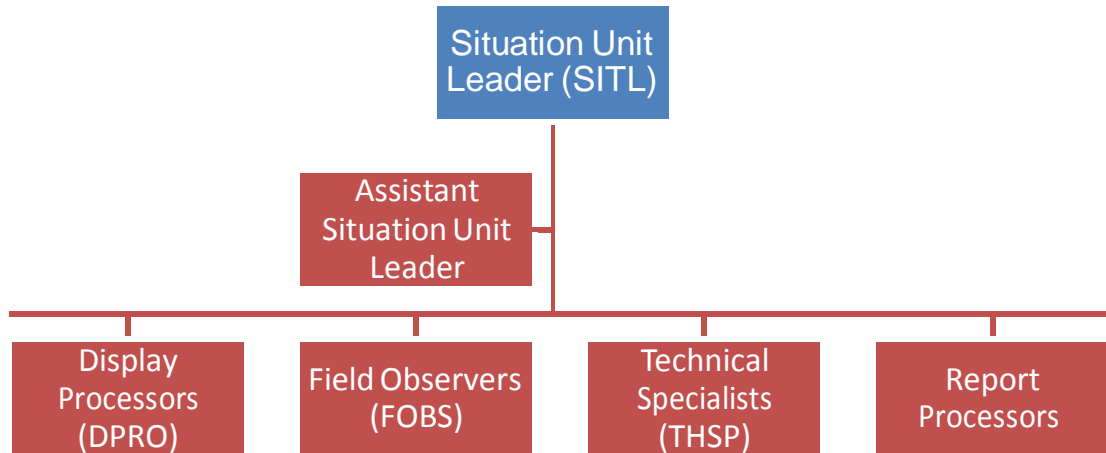 Situation Unit
Leader (SITL)
Assistant
Situation Unit
Leader
Display
Processors
(DPRO)
Field Observers
(FOBS)
Technical
Specialists
(THSP)
Report
Processors